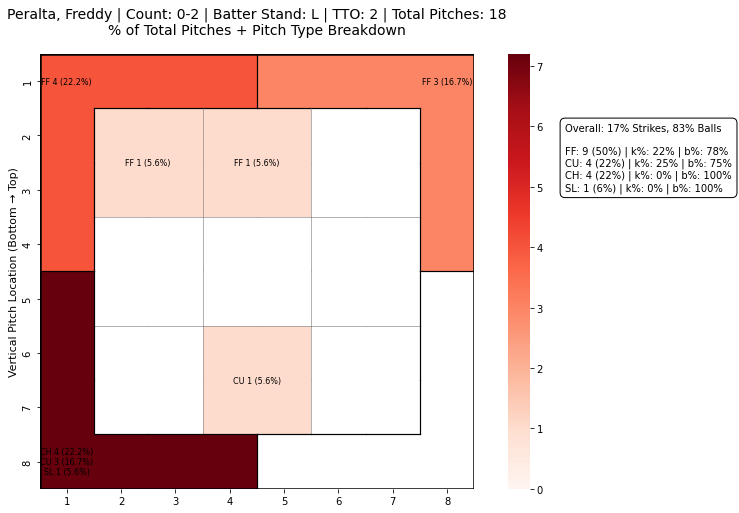 Peralta, Freddy | Count: 0-2 | Batter Stand: L | TTO: 2 | Total Pitches: 18
% of Total Pitches + Pitch Type Breakdown
FF 4 (22.2%)
FF 3 (16.7%)
FF 1 (5.6%)
FF 1 (5.6%)
CU 1 (5.6%)
CH 4 (22.2%)
CU 3 (16.7%)
SL 1 (5.6%)
Vertical Pitch Location (Bottom → Top)
1
2
3
4
5
6
7
8
1 2 3 4 5 6 7 8
7
6
5
4
3
2
1
0
Overall: 17% Strikes, 83% Balls
FF: 9 (50%) | k%: 22% | b%: 78%
CU: 4 (22%) | k%: 25% | b%: 75%
CH: 4 (22%) | k%: 0% | b%: 100%
SL: 1 (6%) | k%: 0% | b%: 100%